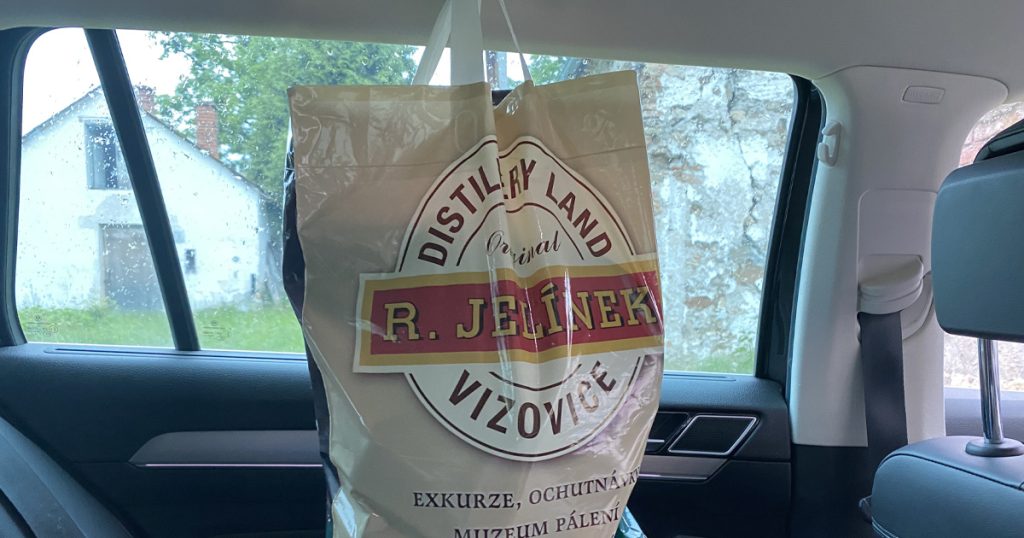 DISTILLERY LAND
Original
R. JELÍNEK
VIZOVICE
EXKURZE, OCHUTNÁVK
MUZEUM PÁLENÍ